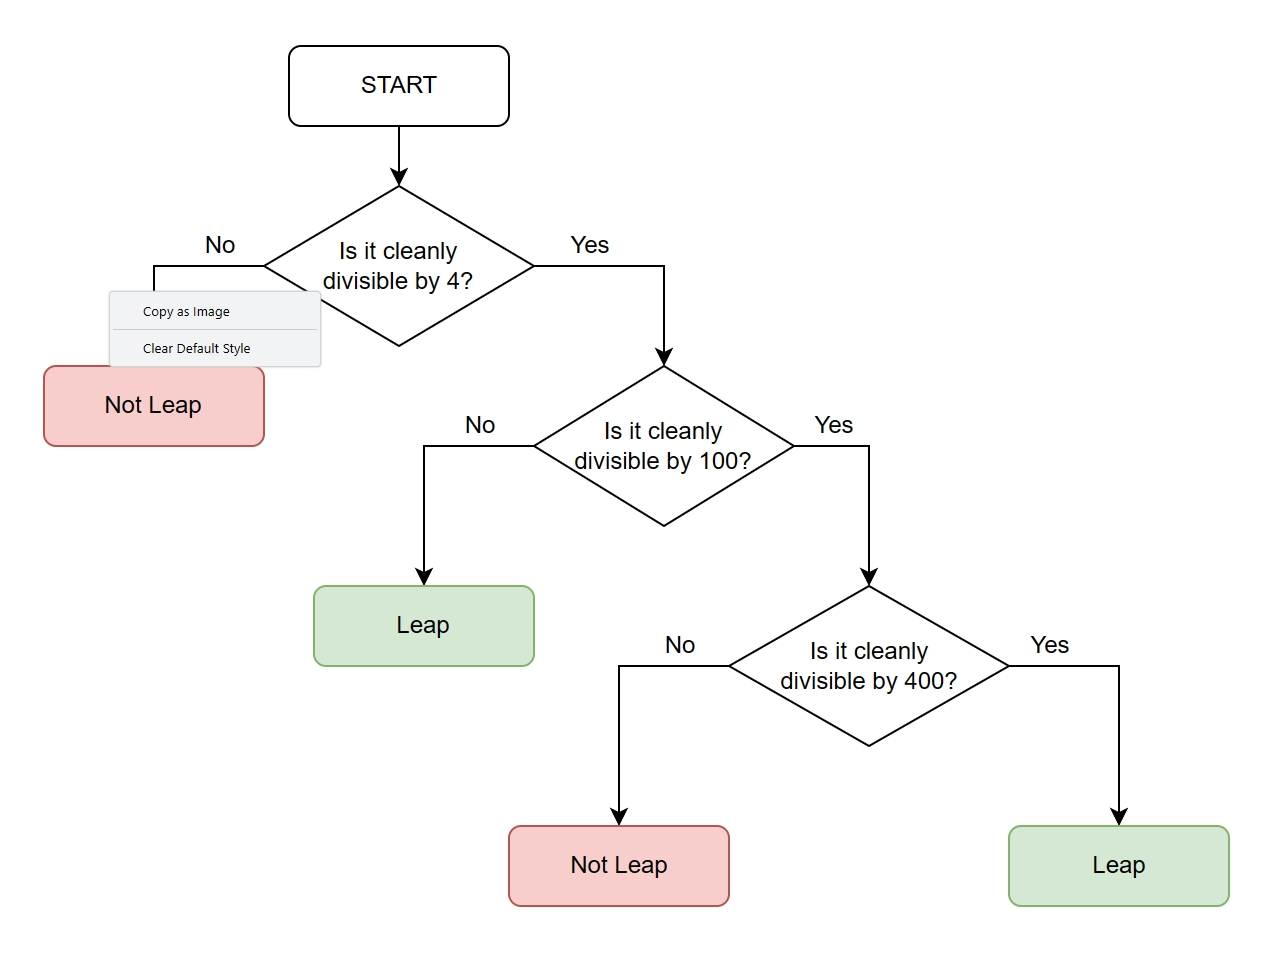 START
No
Yes
Is it cleanly
divisible by 4?
Copy as Image
Clear Default Style
Not Leap
No
Yes
Is it cleanly
divisible by 100?
Leap
No
Yes
Is it cleanly
divisible by 400?
Not Leap
Leap